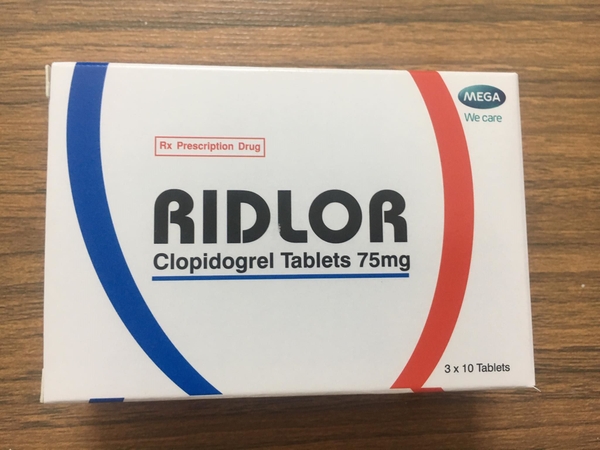 MEGA
We care
Rx Prescription Drug
RIDLOR
Clopidogrel Tablets 75mg
3 x 10 Tablets